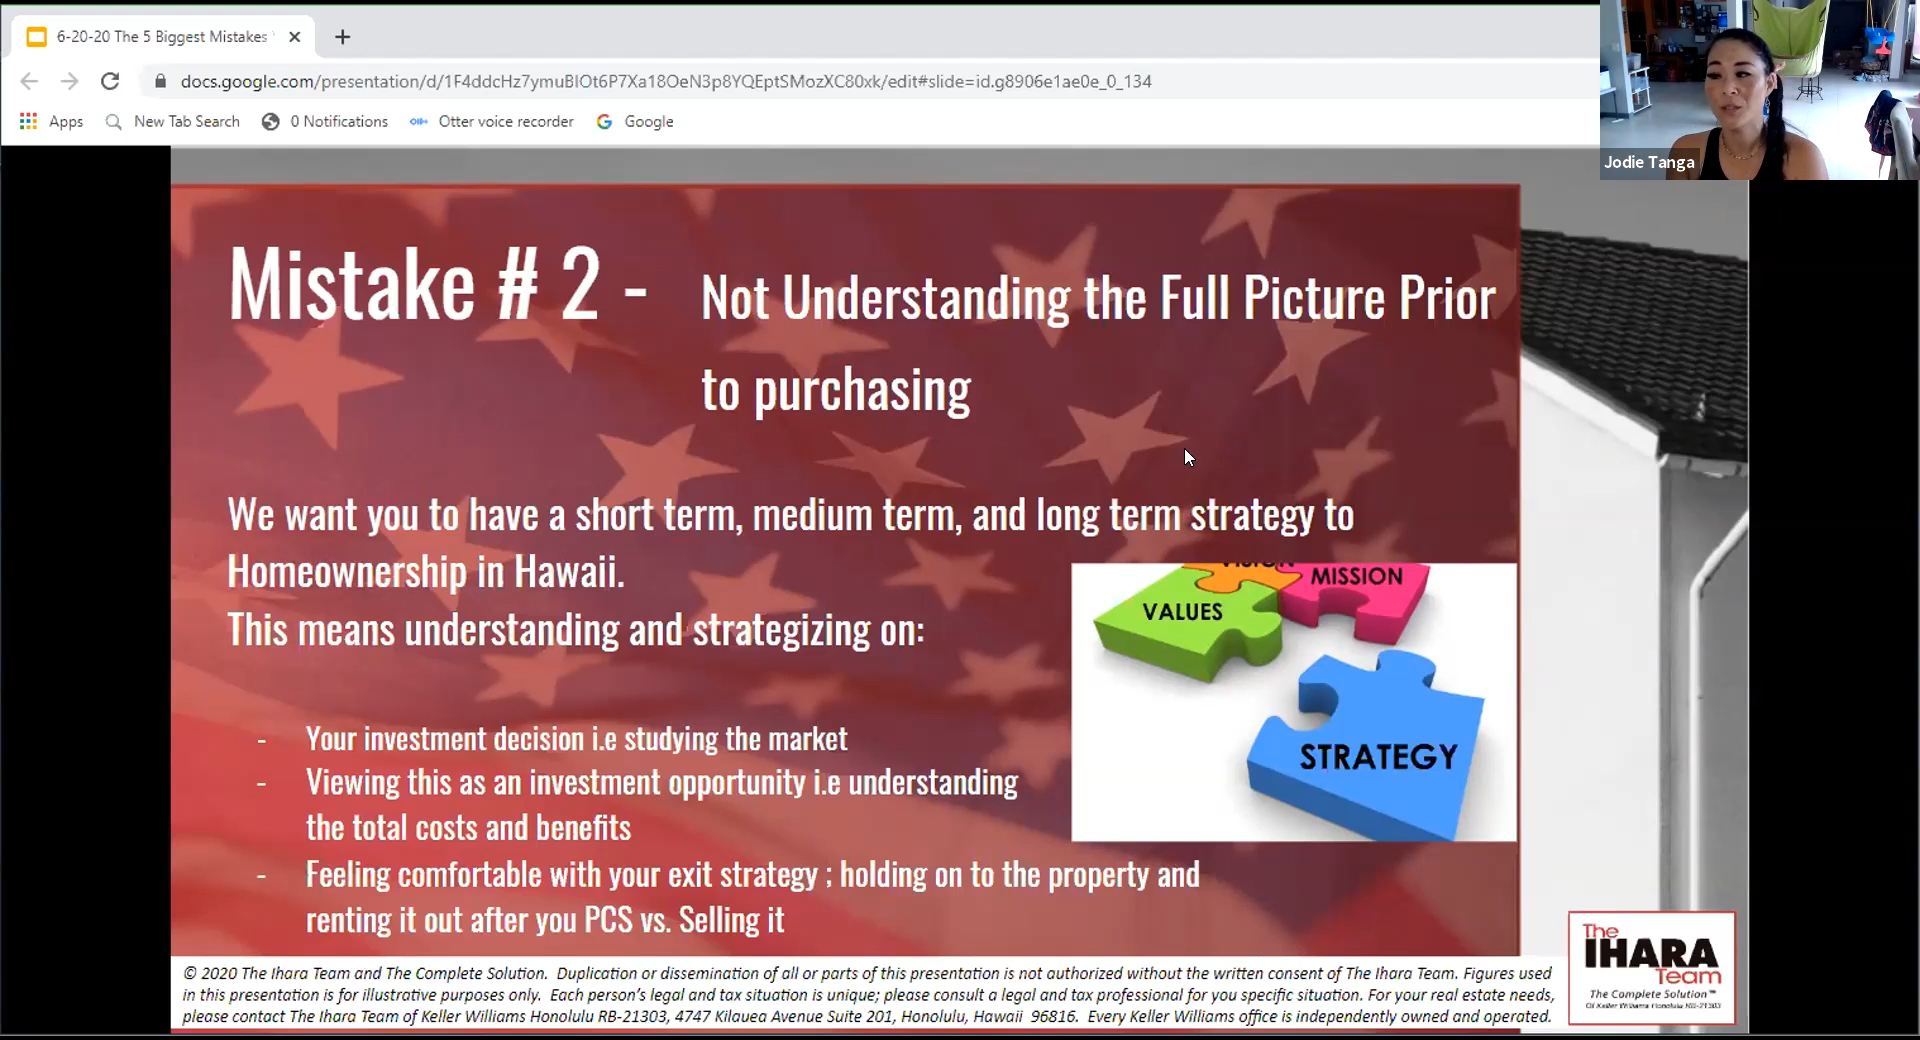 6-20-20 The 5 Biggest Mistakes
docs.google.com/presentation/d/1F4ddcHz7ymuBIOt6P7Xa18OeN3p8YQEptSMozXC80xk/edit#slide=id.g8906e1ae0e_0_134
Apps New Tab Search 0 Notifications Otter voice recorder Google
Jodie Tanga
Mistake # 2 - Not Understanding the Full Picture Prior
to purchasing
We want you to have a short term, medium term, and long term strategy to
Homeownership in Hawaii.
This means understanding and strategizing on:
- Your investment decision i.e studying the market
- Viewing this as an investment opportunity i.e understanding
the total costs and benefits
- Feeling comfortable with your exit strategy ; holding on to the property and
renting it out after you PCS vs. Selling it
VISION
MISSION
VALUES
STRATEGY
© 2020 The Ihara Team and The Complete Solution. Duplication or dissemination of all or parts of this presentation is not authorized without the written consent of The Ihara Team. Figures used
in this presentation is for illustrative purposes only. Each person's legal and tax situation is unique; please consult a legal and tax professional for you specific situation. For your real estate needs,
please contact The Ihara Team of Keller Williams Honolulu RB-21303, 4747 Kilauea Avenue Suite 201, Honolulu, Hawaii 96816. Every Keller Williams office is independently owned and operated.
The
IHARA
Team
The Complete Solution™
Of Keller Williams Honolulu RB-21303